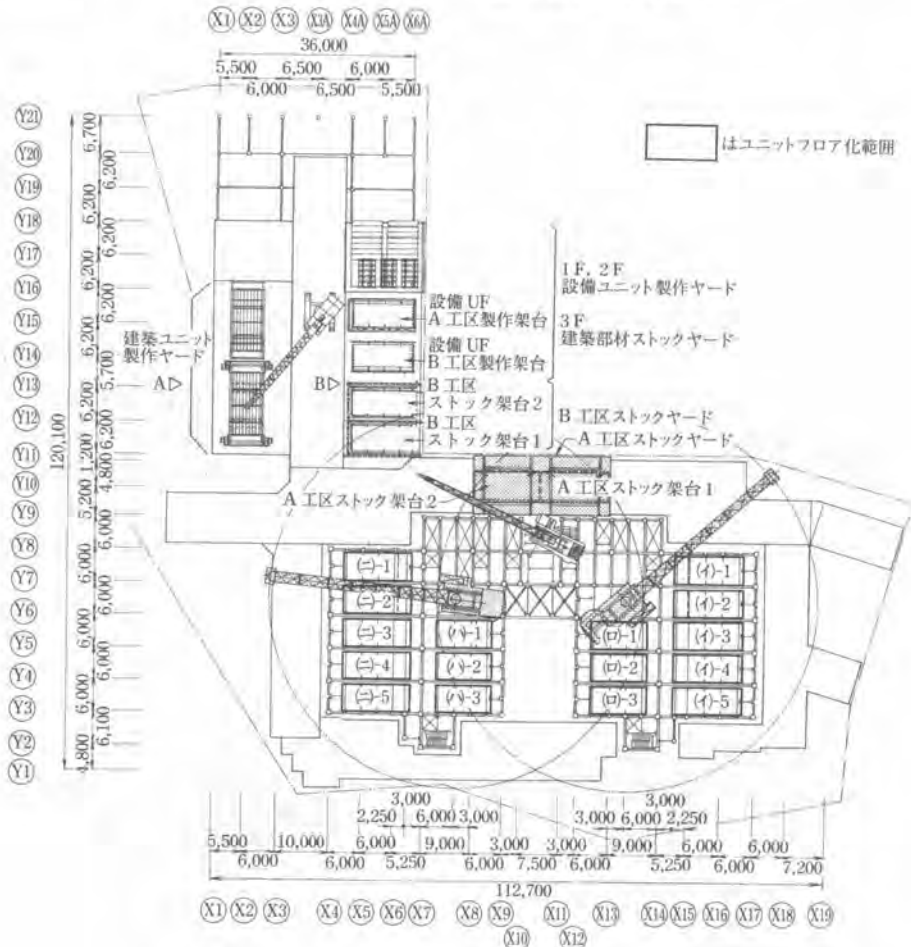 X1 X2 X3 X3A X4A X5A X6A
36,000
5,500 6,500 6,000
6,000 6,500 5,500
Y21
Y20
Y19
Y18
Y17
Y16
Y15
Y14
Y13
Y12
Y11
Y10
Y9
Y8
Y7
Y6
Y5
Y4
Y3
Y2
Y1
120,100
6,700
6,200
6,200
6,200
6,200
6,200
5,700
6,200
6,200
1,200
4,800
5,200
6,000
6,000
6,000
6,000
6,000
6,000
6,100
4,800
はユニットフロア化範囲
1F, 2F
設備ユニット製作ヤード
3F
建築部材ストックヤード
建築ユニット
製作ヤード
A▷
B▷
設備UF
A工区製作架台
設備UF
B工区製作架台
B工区
ストック架台2
B工区
ストック架台1
B工区ストックヤード
A工区ストックヤード
A工区ストック架台2
A工区ストック架台1
(ニ)-1
(ニ)-2
(ニ)-3
(ニ)-4
(ニ)-5
(ハ)-1
(ハ)-2
(ハ)-3
(ロ)-1
(ロ)-2
(ロ)-3
(イ)-1
(イ)-2
(イ)-3
(イ)-4
(イ)-5
3,000 3,000
2,250 6,000 3,000 3,000 6,000 2,250
5,500 10,000 6,000 9,000 3,000 3,000 9,000 6,000 6,000
6,000 6,000 5,250 6,000 7,500 6,000 5,250 6,000 7,200
112,700
X1 X2 X3 X4 X5 X6 X7 X8 X9 X11 X13 X14 X15 X16 X17 X18 X19
X10 X12